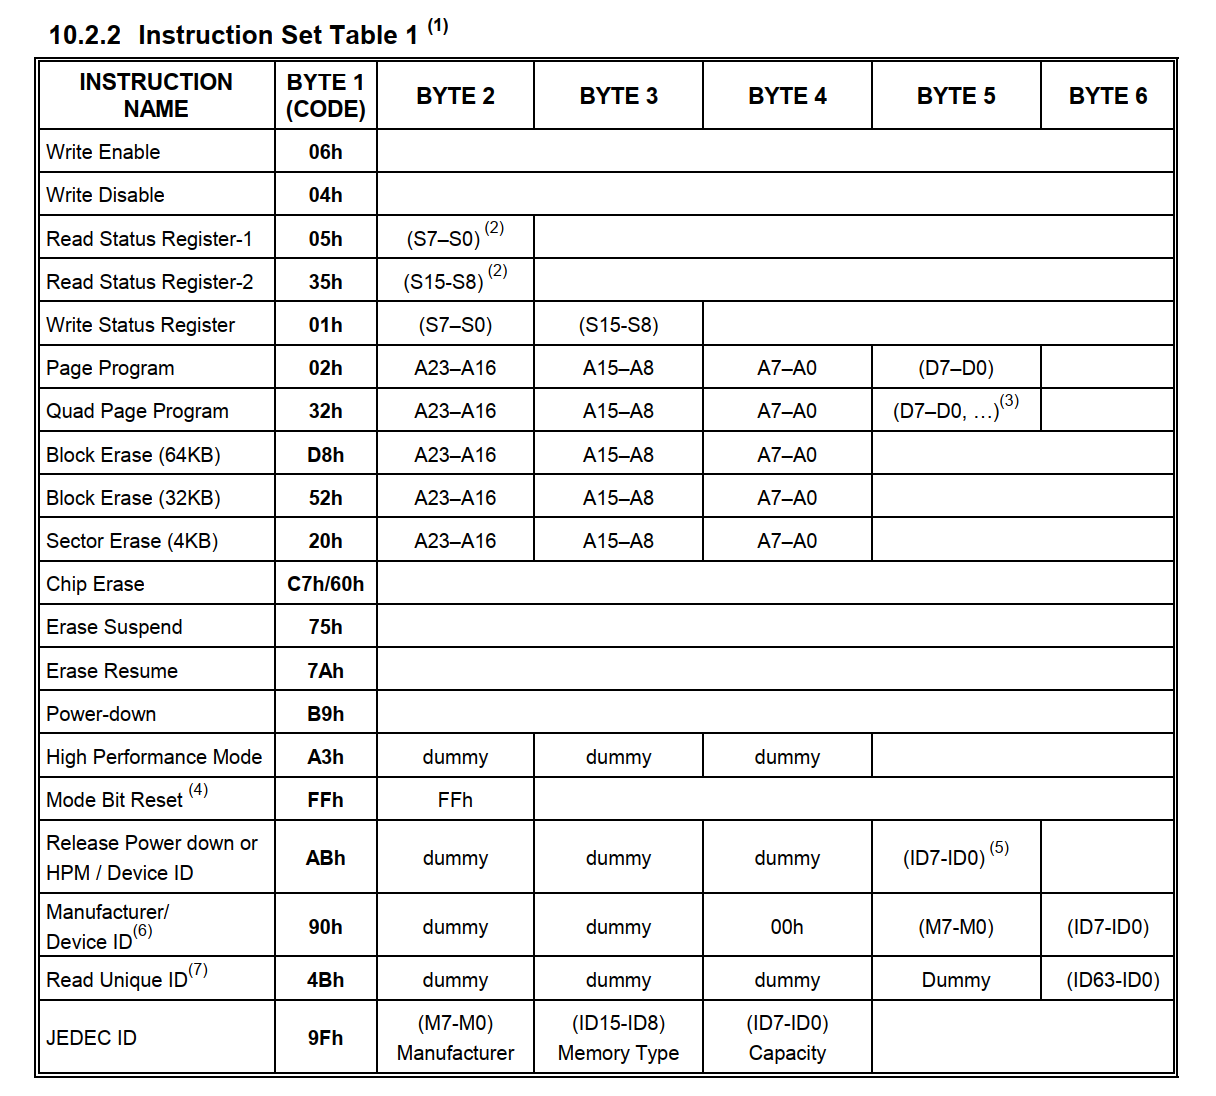 10.2.2 Instruction Set Table 1 (1)
INSTRUCTION NAME | BYTE 1 (CODE) | BYTE 2 | BYTE 3 | BYTE 4 | BYTE 5 | BYTE 6
Write Enable | 06h
Write Disable | 04h
Read Status Register-1 | 05h | (S7–S0) (2)
Read Status Register-2 | 35h | (S15-S8) (2)
Write Status Register | 01h | (S7–S0) | (S15-S8)
Page Program | 02h | A23–A16 | A15–A8 | A7–A0 | (D7–D0)
Quad Page Program | 32h | A23–A16 | A15–A8 | A7–A0 | (D7–D0, …)(3)
Block Erase (64KB) | D8h | A23–A16 | A15–A8 | A7–A0
Block Erase (32KB) | 52h | A23–A16 | A15–A8 | A7–A0
Sector Erase (4KB) | 20h | A23–A16 | A15–A8 | A7–A0
Chip Erase | C7h/60h
Erase Suspend | 75h
Erase Resume | 7Ah
Power-down | B9h
High Performance Mode | A3h | dummy | dummy | dummy
Mode Bit Reset (4) | FFh | FFh
Release Power down or HPM / Device ID | ABh | dummy | dummy | dummy | (ID7-ID0) (5)
Manufacturer/ Device ID(6) | 90h | dummy | dummy | 00h | (M7-M0) | (ID7-ID0)
Read Unique ID(7) | 4Bh | dummy | dummy | dummy | Dummy | (ID63-ID0)
JEDEC ID | 9Fh | (M7-M0) Manufacturer | (ID15-ID8) Memory Type | (ID7-ID0) Capacity